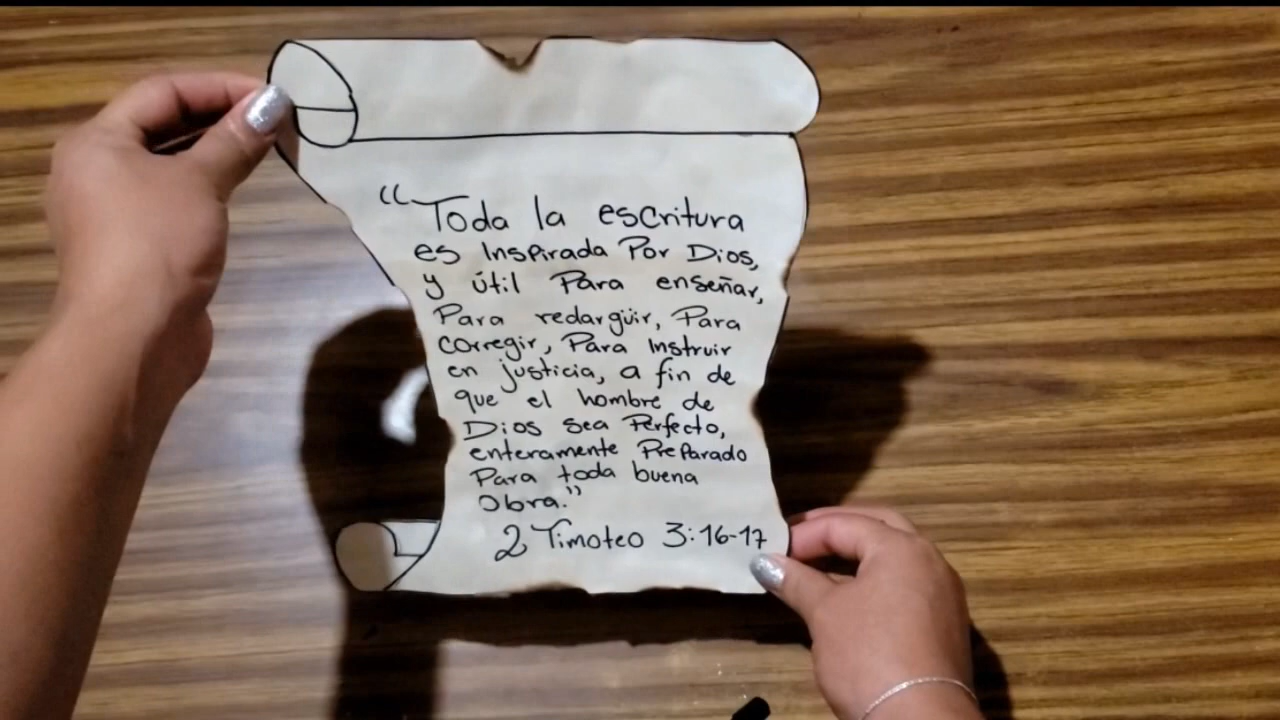 “Toda la escritura
es Inspirada Por Dios,
y útil Para enseñar,
Para redargüir, Para
corregir, Para Instruir
en justicia, a fin de
que el hombre de
Dios sea Perfecto,
enteramente Preparado
Para toda buena
Obra.”
2 Timoteo 3:16-17